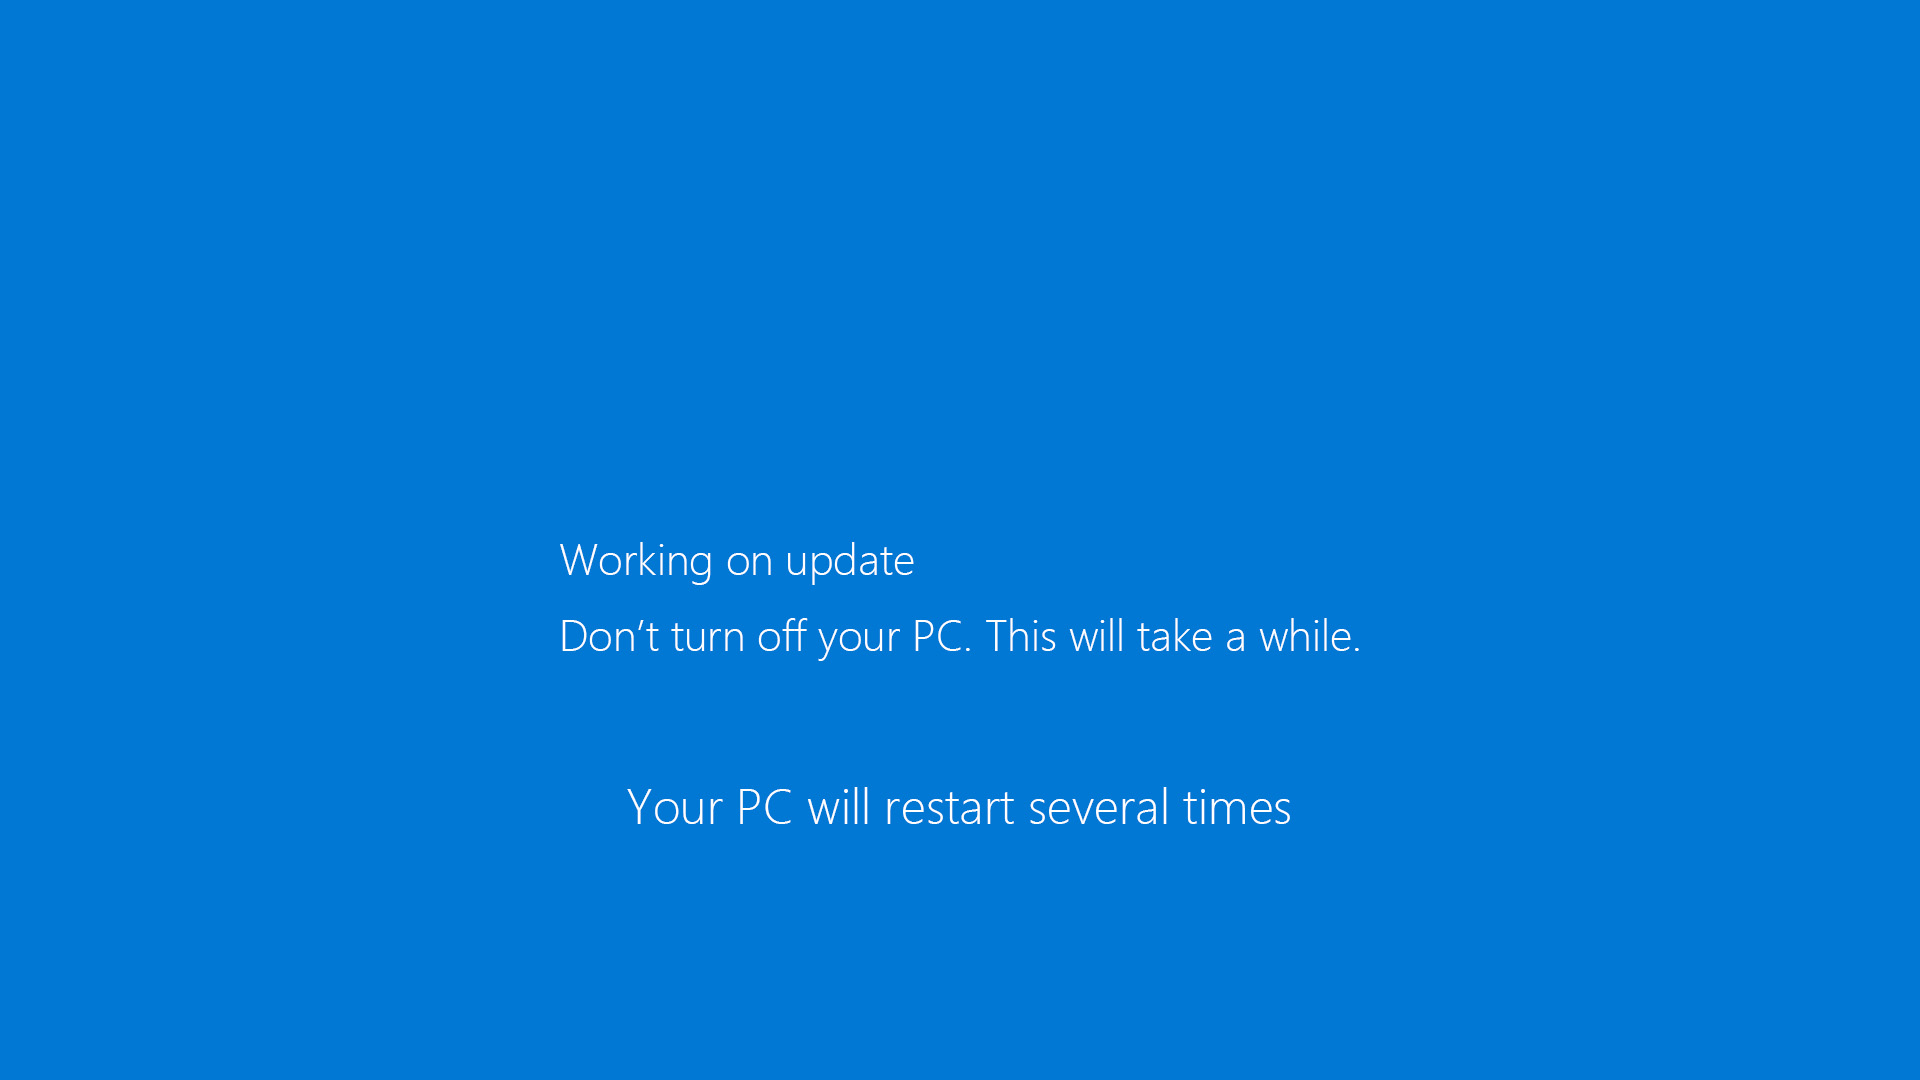 Working on update
Don’t turn off your PC. This will take a while.
Your PC will restart several times